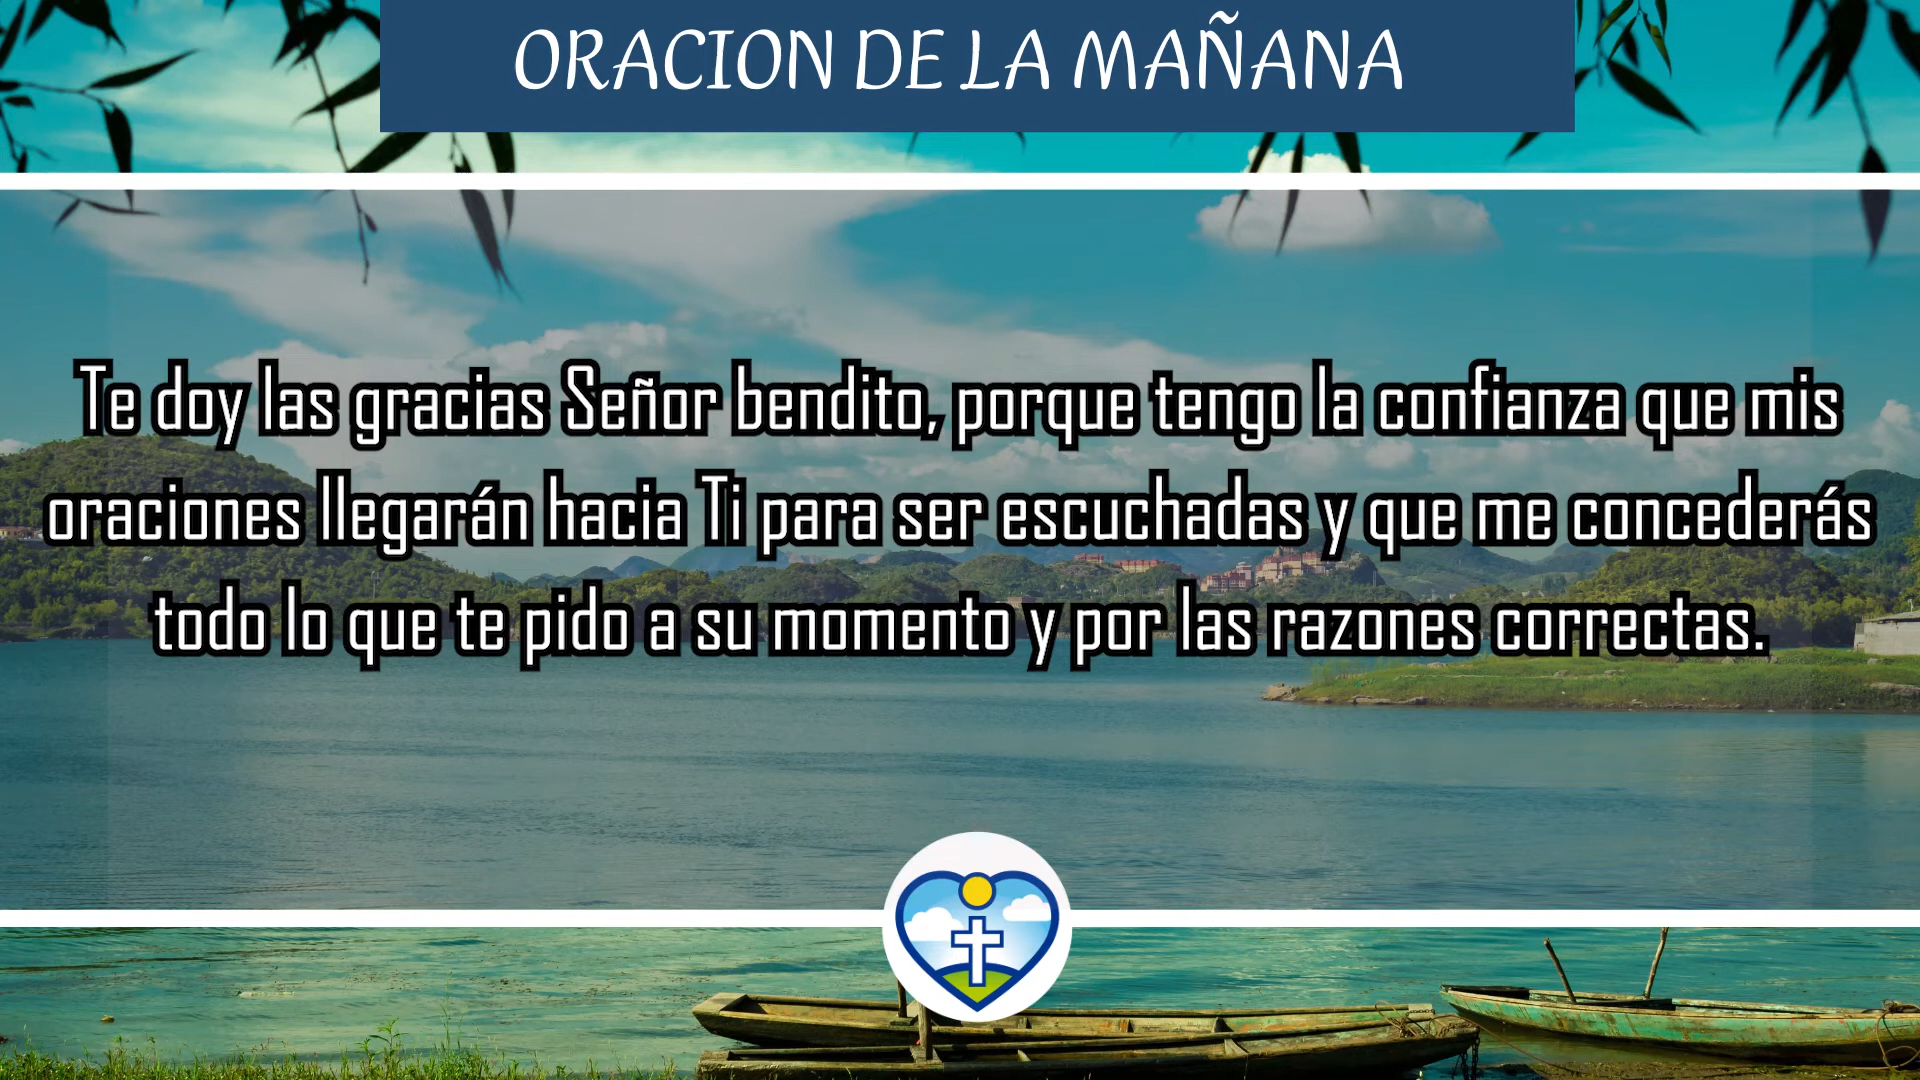 ORACION DE LA MAÑANA
Te doy las gracias Señor bendito, porque tengo la confianza que mis
oraciones llegarán hacia Ti para ser escuchadas y que me concederás
todo lo que te pido a su momento y por las razones correctas.